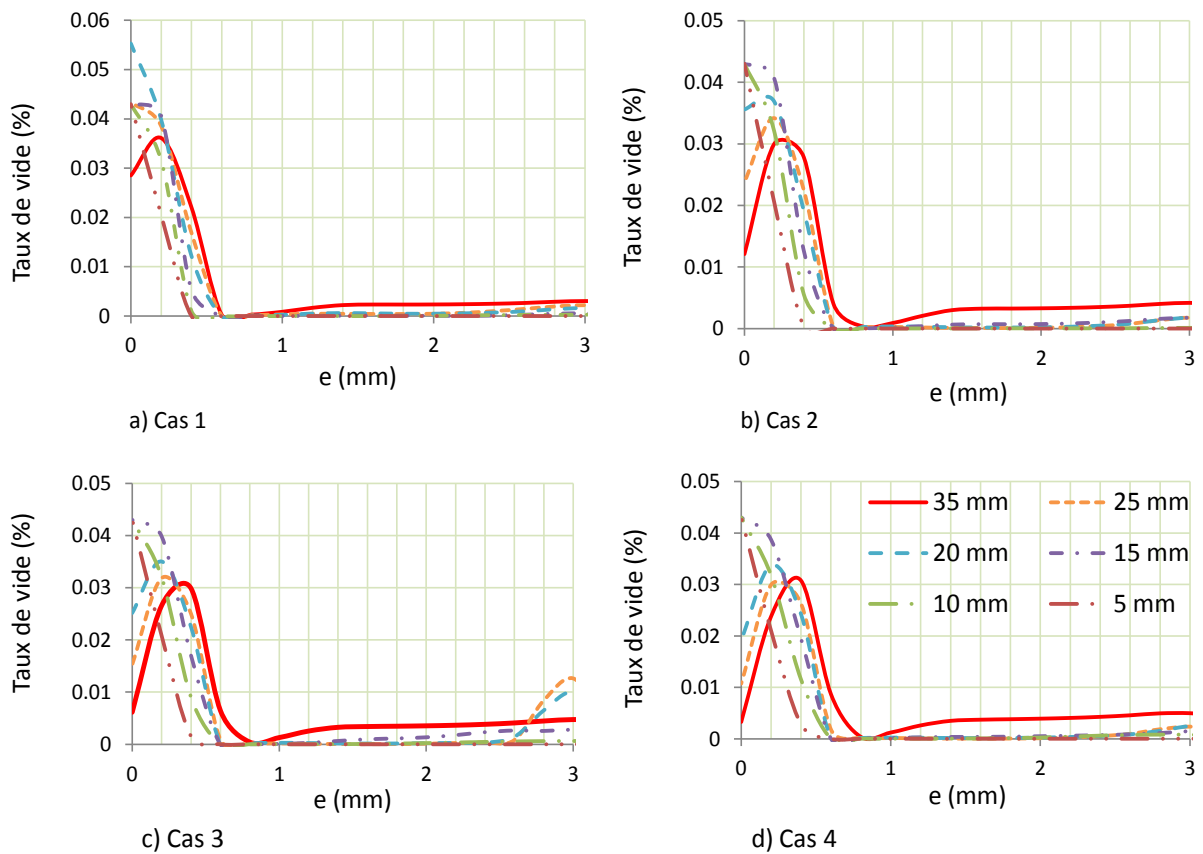 0.06
0.05
0.04
0.03
0.02
0.01
0
Taux de vide (%)
0 1 2 3
e (mm)
a) Cas 1
0.05
0.04
0.03
0.02
0.01
0
Taux de vide (%)
0 1 2 3
e (mm)
b) Cas 2
0.05
0.04
0.03
0.02
0.01
0
Taux de vide (%)
0 1 2 3
e (mm)
c) Cas 3
0.05
0.04
0.03
0.02
0.01
0
Taux de vide (%)
35 mm 25 mm
20 mm 15 mm
10 mm 5 mm
0 1 2 3
e (mm)
d) Cas 4